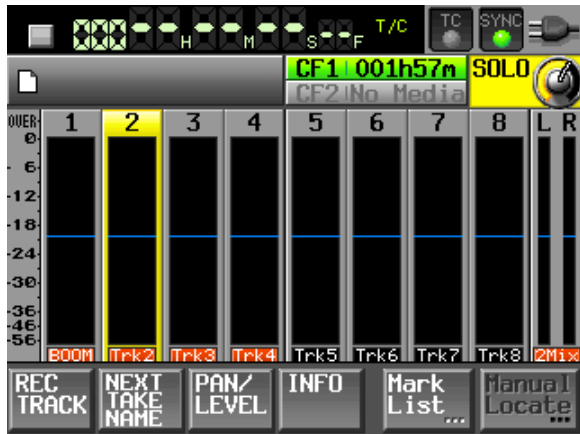 000 -- H -- M -- S -- F T/C TC SYNC
CF1 001h57m SOLO
CF2 No Media
OVER 1 2 3 4 5 6 7 8 L R
0
6
-12
-18
-24
-30
-36
-46
-56
BOOM Trk2 Trk3 Trk4 Trk5 Trk6 Trk7 Trk8 2Mix
REC TRACK
NEXT TAKE NAME
PAN/ LEVEL
INFO
Mark List...
Manual Locate...